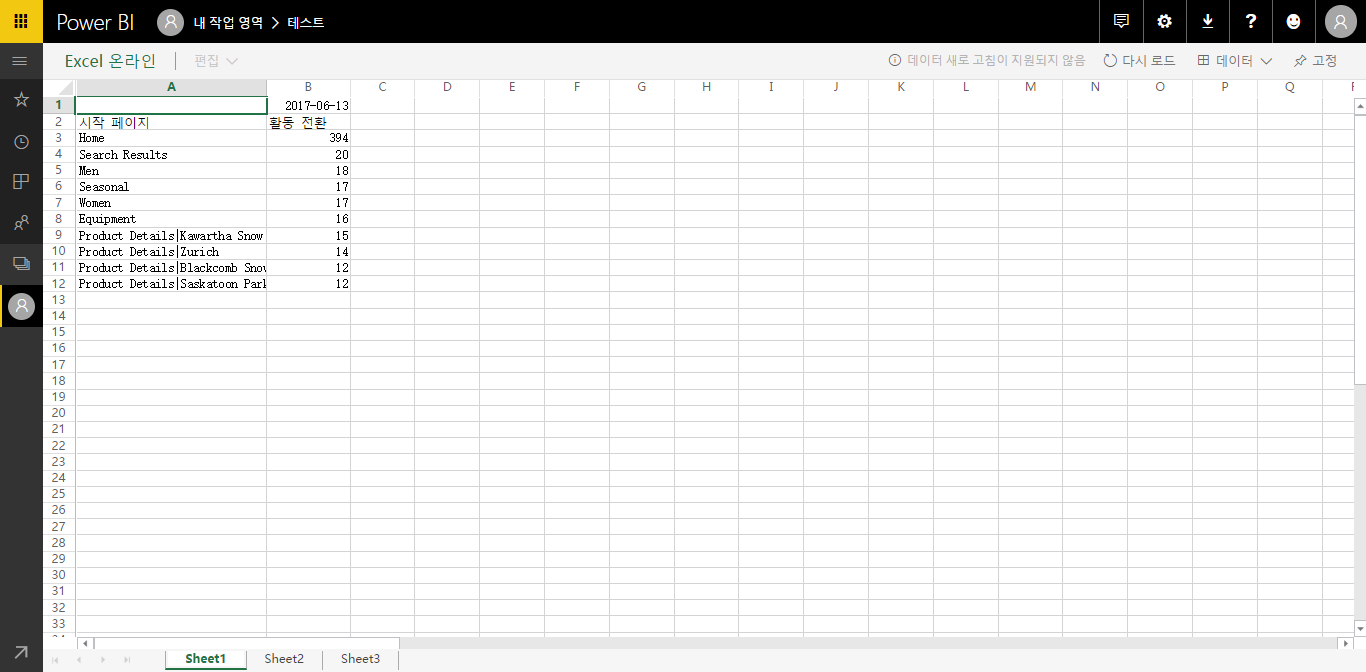 Power BI 내 작업 영역 > 테스트
Excel 온라인 편집 데이터 새로 고침이 지원되지 않음 다시 로드 데이터 고정
A B C D E F G H I J K L M N O P Q
1 2017-06-13
2 시작 페이지 활동 전환
3 Home 394
4 Search Results 20
5 Men 18
6 Seasonal 17
7 Women 17
8 Equipment 16
9 Product Details|Kawartha Snow 15
10 Product Details|Zurich 14
11 Product Details|Blackcomb Snov 12
12 Product Details|Saskatoon Park 12
13
14
15
16
17
18
19
20
21
22
23
24
25
26
27
28
29
30
31
32
33
Sheet1 Sheet2 Sheet3